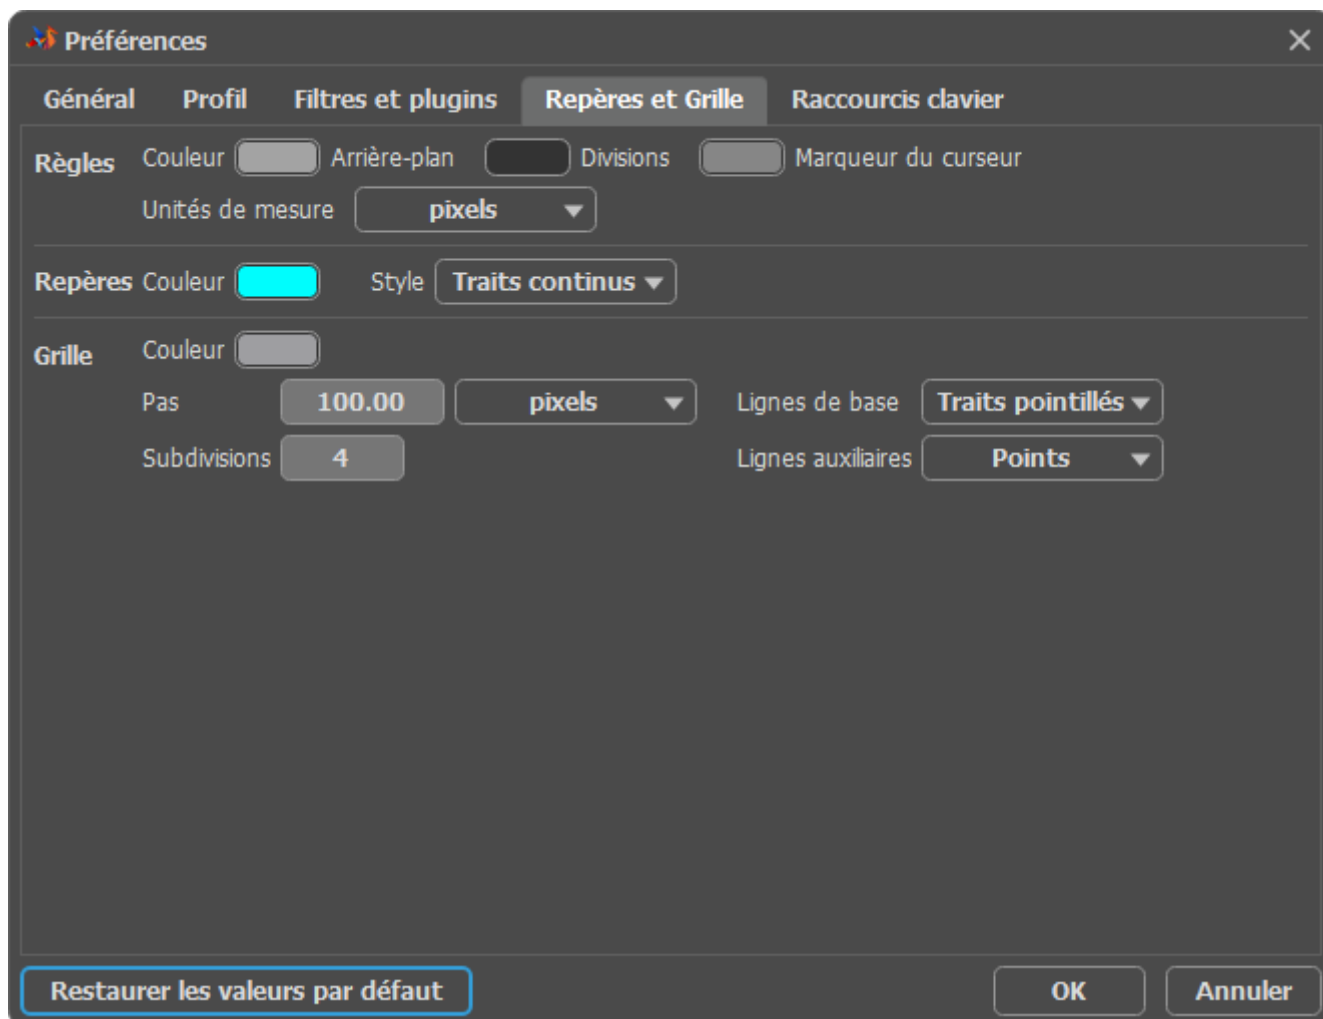 Préférences
Général Profil Filtres et plugins Repères et Grille Raccourcis clavier
Règles Couleur Arrière-plan Divisions Marqueur du curseur
Unités de mesure pixels
Repères Couleur Style Traits continus
Grille Couleur
Pas 100.00 pixels Lignes de base Traits pointillés
Subdivisions 4 Lignes auxiliaires Points
Restaurer les valeurs par défaut OK Annuler